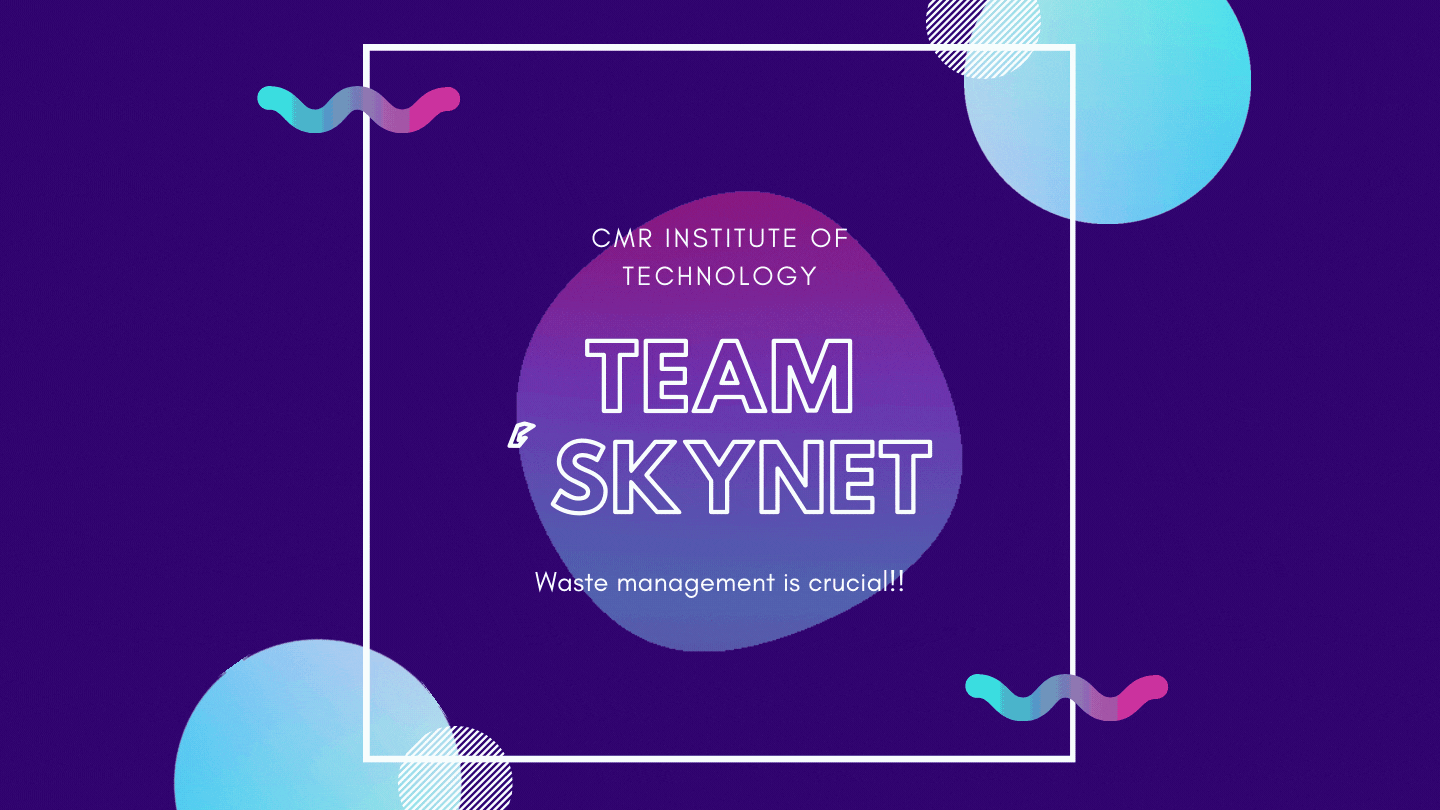 CMR INSTITUTE OF
TECHNOLOGY
TEAM
SKYNET
Waste management is crucial!!